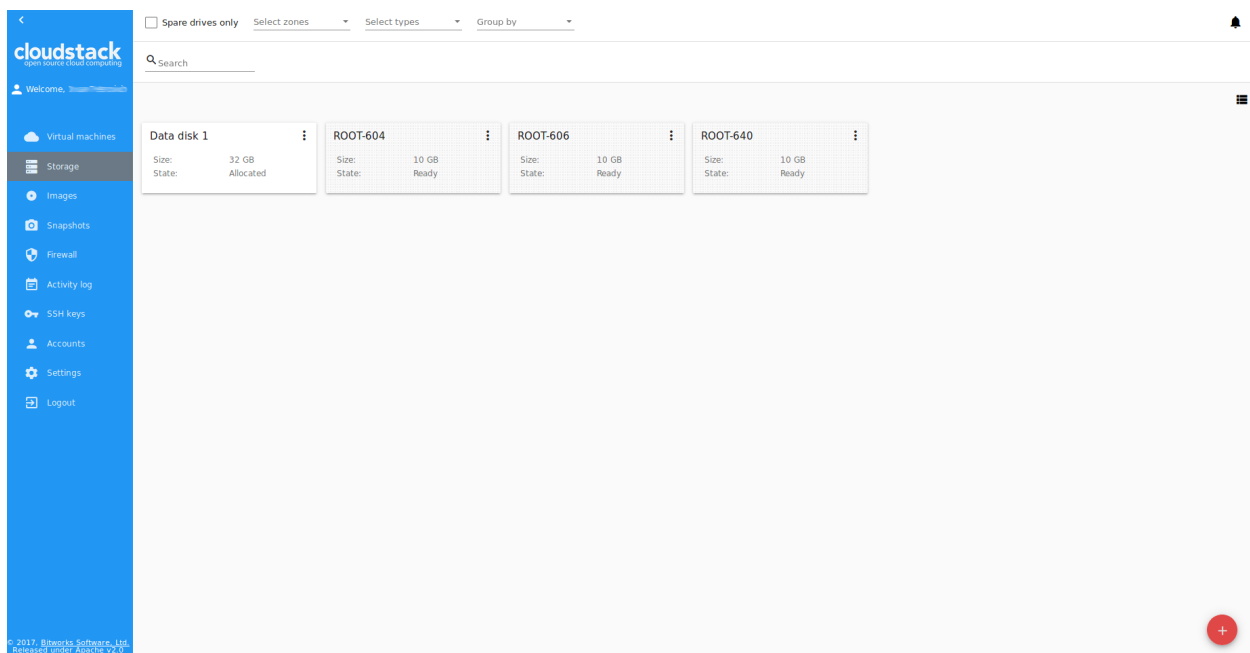 Spare drives only Select zones Select types Group by
cloudstack
open source cloud computing
Search
Welcome,
Virtual machines
Storage
Images
Snapshots
Firewall
Activity log
SSH keys
Accounts
Settings
Logout
Data disk 1
Size: 32 GB
State: Allocated
ROOT-604
Size: 10 GB
State: Ready
ROOT-606
Size: 10 GB
State: Ready
ROOT-640
Size: 10 GB
State: Ready
© 2017, Bitworks Software, Ltd.
Released under Apache v2.0